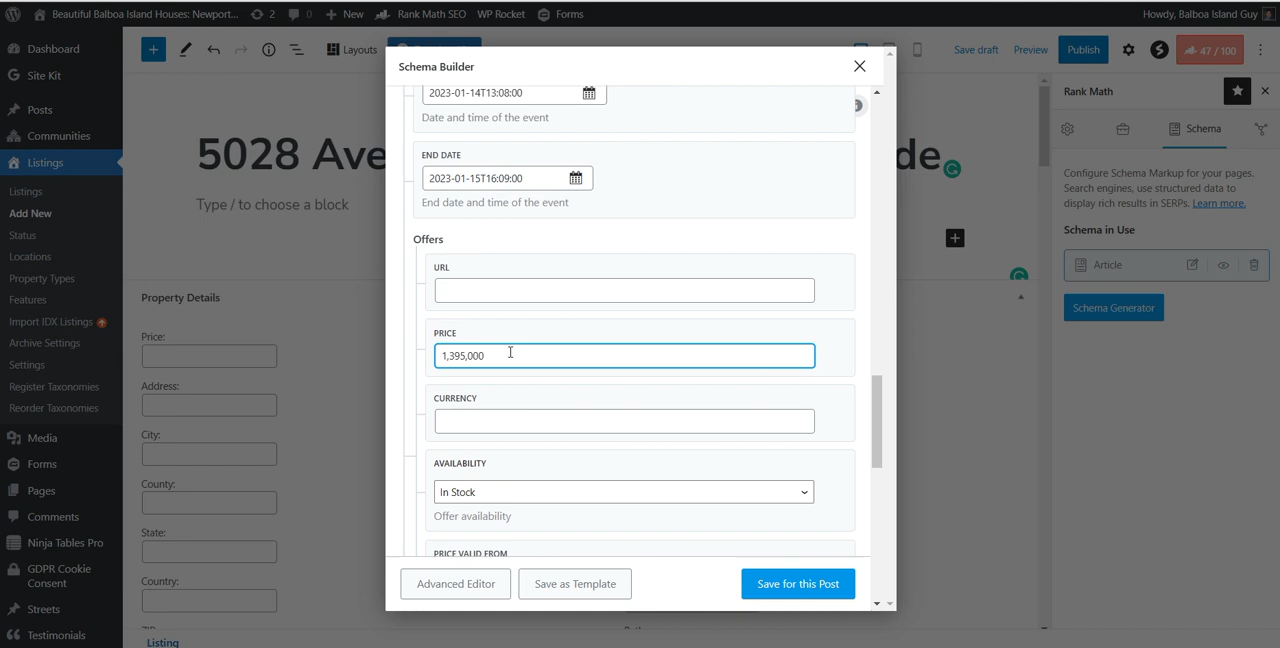 Beautiful Balboa Island Houses: Newport...
2
0
New
Rank Math SEO
WP Rocket
Forms
Howdy, Balboa Island Guy
Dashboard
Site Kit
Posts
Communities
Listings
Listings
Add New
Status
Locations
Property Types
Features
Import IDX Listings
Archive Settings
Settings
Register Taxonomies
Reorder Taxonomies
Media
Forms
Pages
Comments
Ninja Tables Pro
GDPR Cookie
Consent
Streets
Testimonials
Layouts
Save draft
Preview
Publish
47 / 100
5028 Ave
de
Type / to choose a block
Property Details
Price:
Address:
City:
County:
State:
Country:
Listing
Schema Builder
2023-01-14T13:08:00
Date and time of the event
END DATE
2023-01-15T16:09:00
End date and time of the event
Offers
URL
PRICE
1,395,000
CURRENCY
AVAILABILITY
In Stock
Offer availability
PRICE VALID FROM
Advanced Editor
Save as Template
Save for this Post
Rank Math
Schema
Configure Schema Markup for your pages.
Search engines, use structured data to
display rich results in SERPs. Learn more.
Schema in Use
Article
Schema Generator